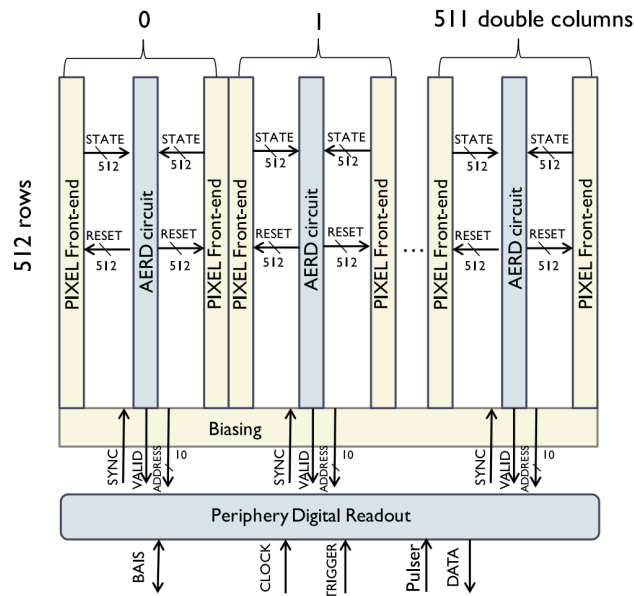 0
1
511 double columns
512 rows
PIXEL Front-end
STATE
512
RESET
512
AERD circuit
STATE
512
RESET
512
PIXEL Front-end
PIXEL Front-end
STATE
512
RESET
512
AERD circuit
STATE
512
RESET
512
PIXEL Front-end
...
PIXEL Front-end
STATE
512
RESET
512
AERD circuit
STATE
512
RESET
512
PIXEL Front-end
Biasing
SYNC
VALID
ADDRESS
10
SYNC
VALID
ADDRESS
10
SYNC
VALID
ADDRESS
10
Periphery Digital Readout
BAIS
CLOCK
TRIGGER
Pulser
DATA